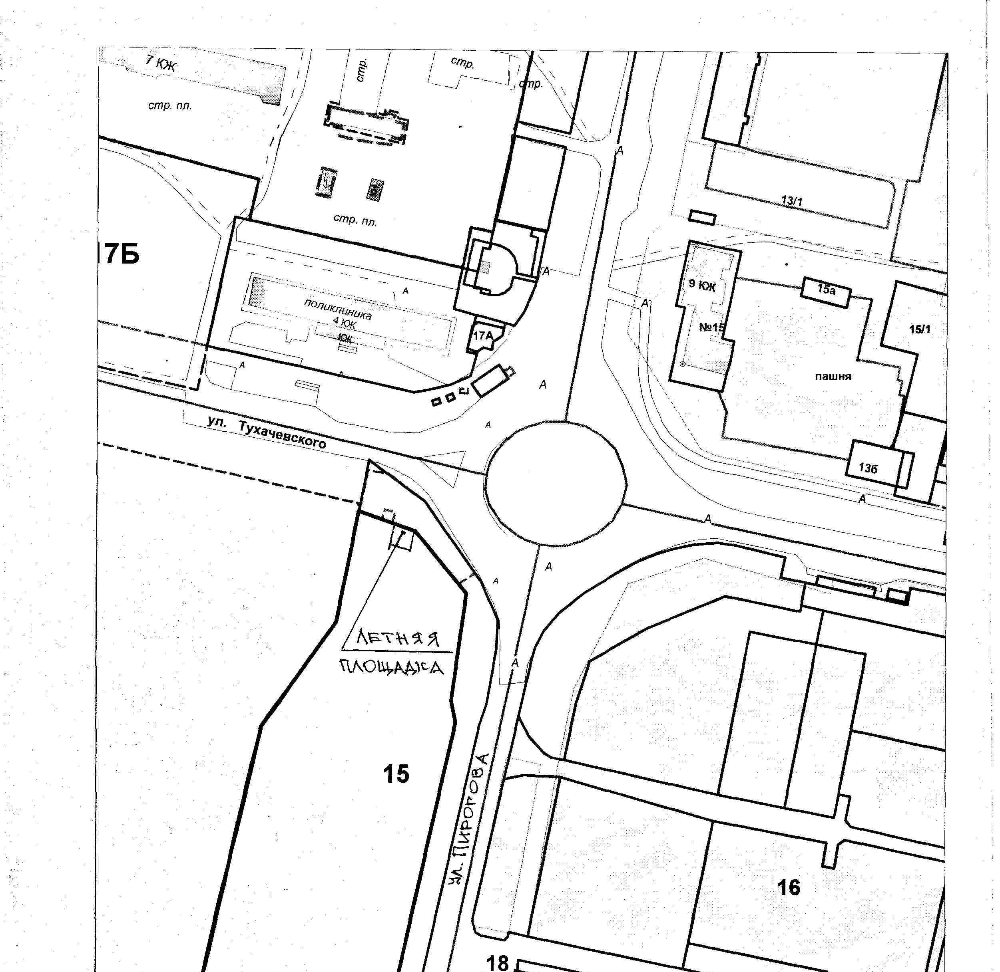 7 КЖ
стр.
стр.
стр.
стр. пл.
А
13/1
стр. пл.
17Б
А
А
9 КЖ
15а
А
поликлиника
4 КЖ
КЖ
17А
№15
15/1
А
А
А
пашня
ул. Тухачевского
А
13б
А
А
А
А
ЛЕТНЯЯ
ПЛОЩАДКА
А
15
ул. ПИРОГОВА
16
18